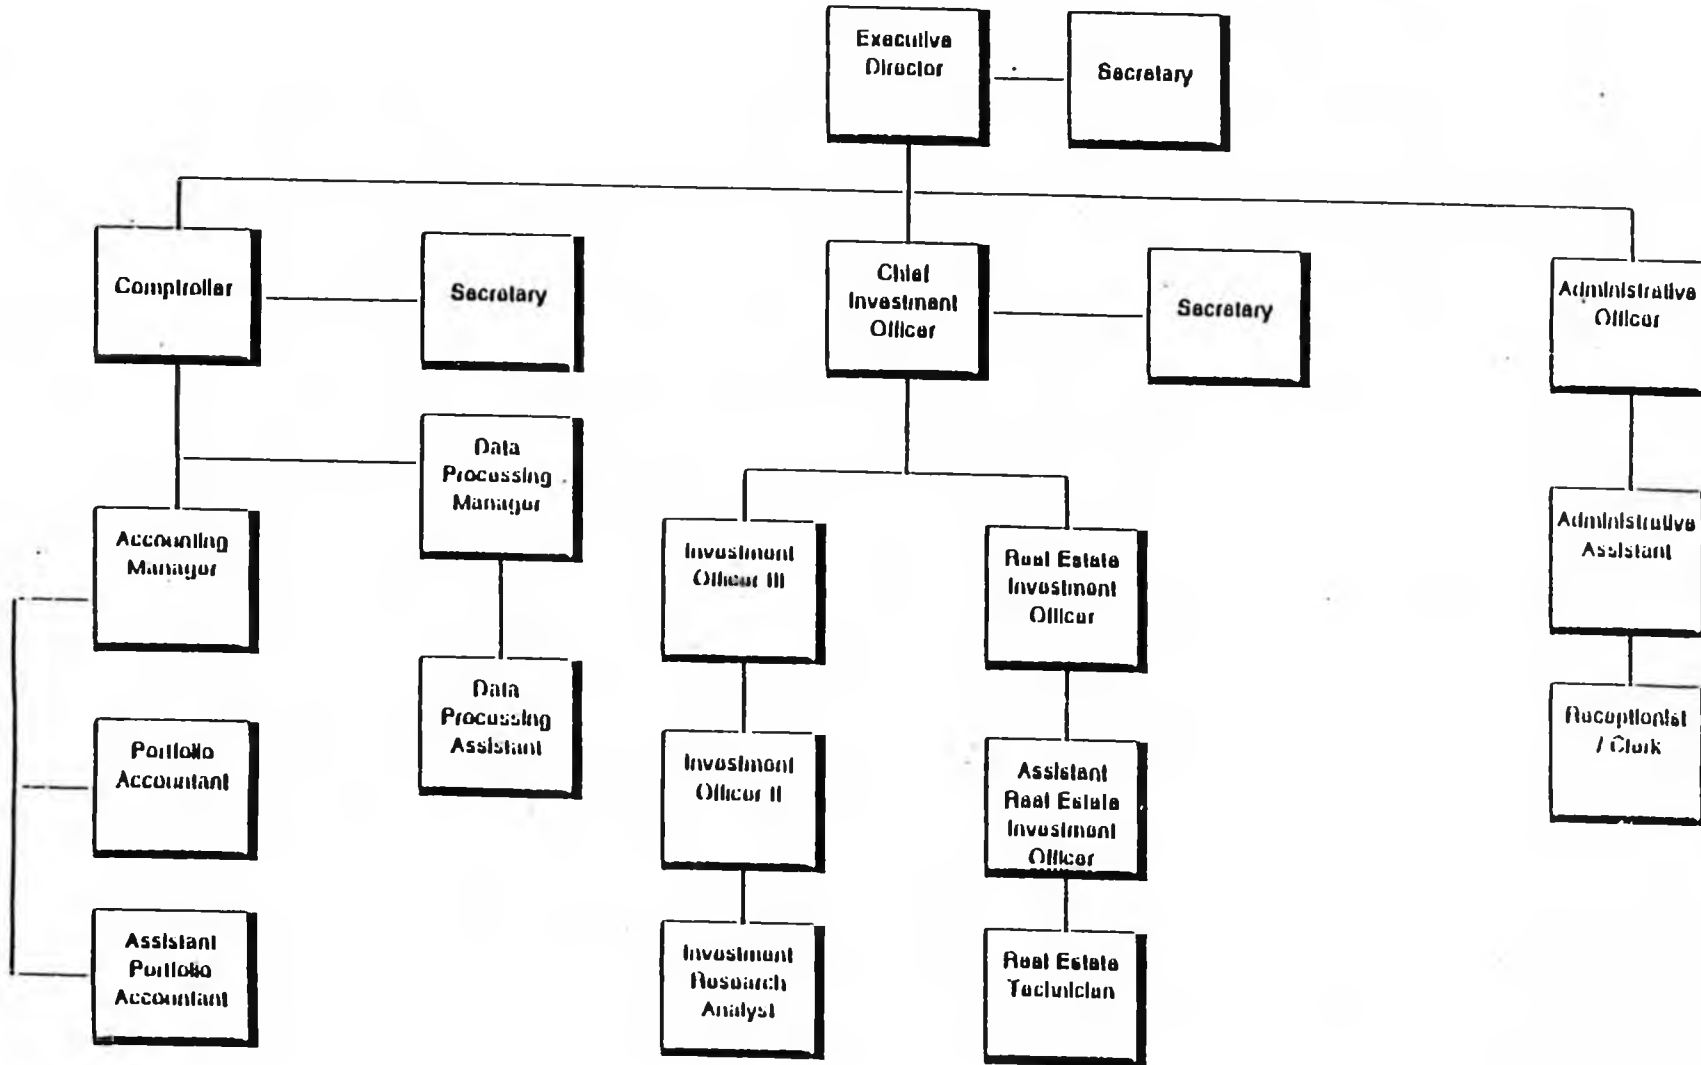 Executive
Director
Secretary
Comptroller
Secretary
Chief
Investment
Officer
Secretary
Administrative
Officer
Data
Processing
Manager
Accounting
Manager
Investment
Officer III
Real Estate
Investment
Officer
Administrative
Assistant
Data
Processing
Assistant
Receptionist
/ Clerk
Portfolio
Accountant
Investment
Officer II
Assistant
Real Estate
Investment
Officer
Assistant
Portfolio
Accountant
Investment
Research
Analyst
Real Estate
Technician